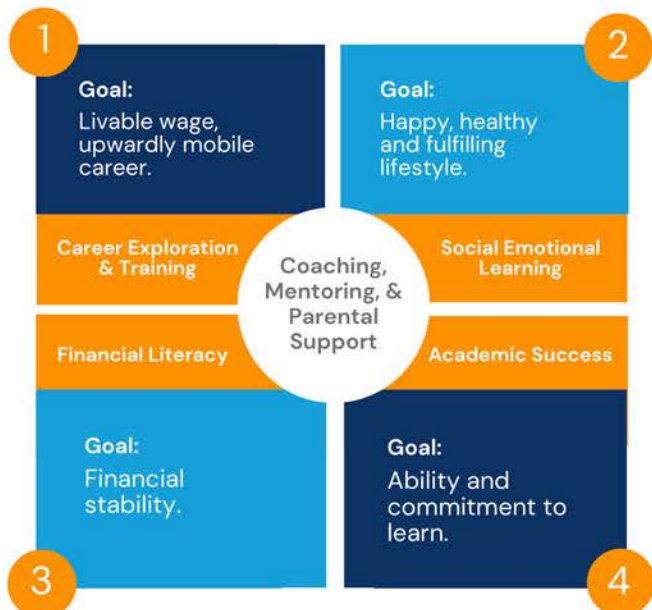 1
Goal:
Livable wage,
upwardly mobile
career.
Career Exploration
& Training
2
Goal:
Happy, healthy
and fulfilling
lifestyle.
Social Emotional
Learning
Coaching,
Mentoring, &
Parental
Support
Financial Literacy
Goal:
Financial
stability.
3
Academic Success
Goal:
Ability and
commitment to
learn.
4